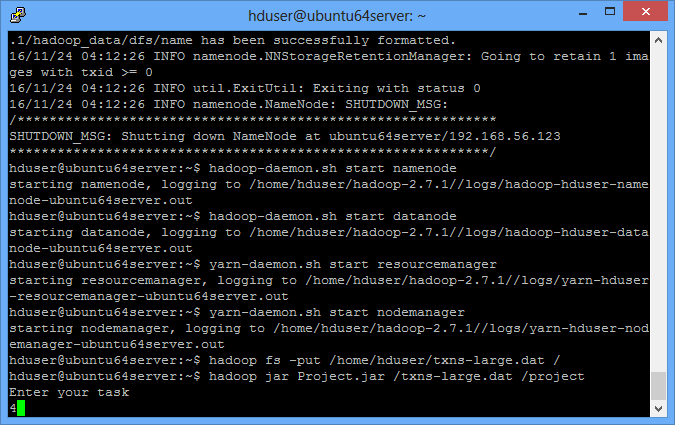 hduser@ubuntu64server: ~
.1/hadoop_data/dfs/name has been successfully formatted.
16/11/24 04:12:26 INFO namenode.NNStorageRetentionManager: Going to retain 1 ima
ges with txid >= 0
16/11/24 04:12:26 INFO util.ExitUtil: Exiting with status 0
16/11/24 04:12:26 INFO namenode.NameNode: SHUTDOWN_MSG:
/************************************************************
SHUTDOWN_MSG: Shutting down NameNode at ubuntu64server/192.168.56.123
************************************************************/
hduser@ubuntu64server:~$ hadoop-daemon.sh start namenode
starting namenode, logging to /home/hduser/hadoop-2.7.1//logs/hadoop-hduser-name
node-ubuntu64server.out
hduser@ubuntu64server:~$ hadoop-daemon.sh start datanode
starting datanode, logging to /home/hduser/hadoop-2.7.1//logs/hadoop-hduser-data
node-ubuntu64server.out
hduser@ubuntu64server:~$ yarn-daemon.sh start resourcemanager
starting resourcemanager, logging to /home/hduser/hadoop-2.7.1//logs/yarn-hduser
-resourcemanager-ubuntu64server.out
hduser@ubuntu64server:~$ yarn-daemon.sh start nodemanager
starting nodemanager, logging to /home/hduser/hadoop-2.7.1//logs/yarn-hduser-nod
emanager-ubuntu64server.out
hduser@ubuntu64server:~$ hadoop fs -put /home/hduser/txns-large.dat /
hduser@ubuntu64server:~$ hadoop jar Project.jar /txns-large.dat /project
Enter your task
4